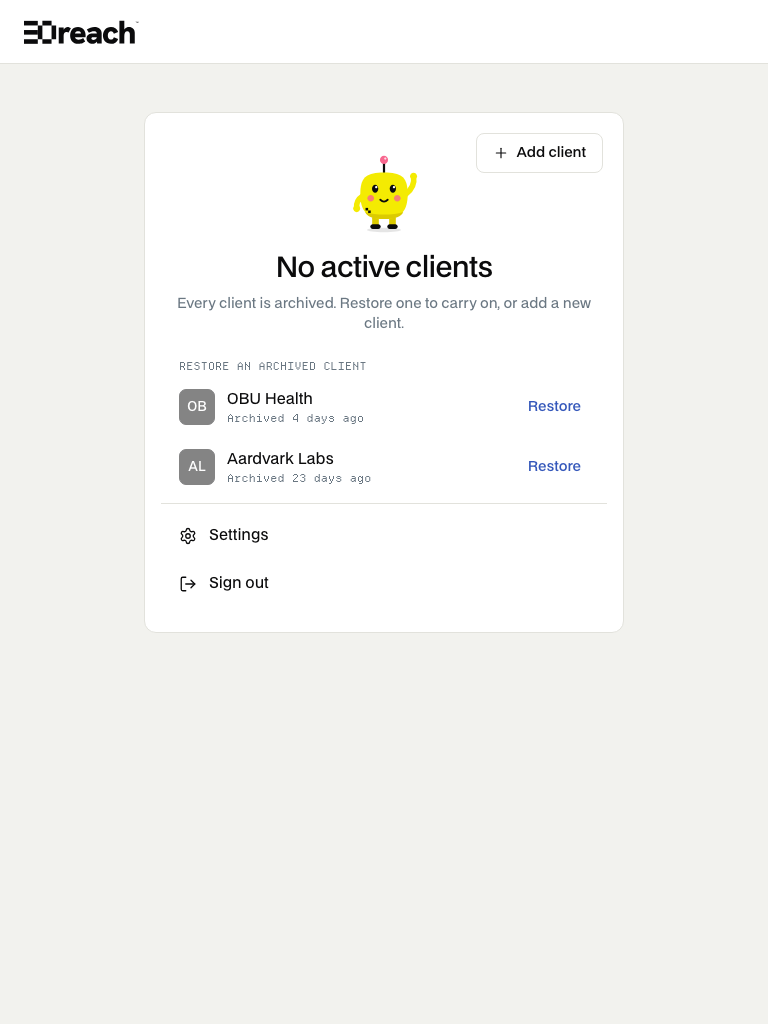 reach
Add client
No active clients
Every client is archived. Restore one to carry on, or add a new
client.
RESTORE AN ARCHIVED CLIENT
OB
OBU Health
Archived 4 days ago
Restore
AL
Aardvark Labs
Archived 23 days ago
Restore
Settings
Sign out